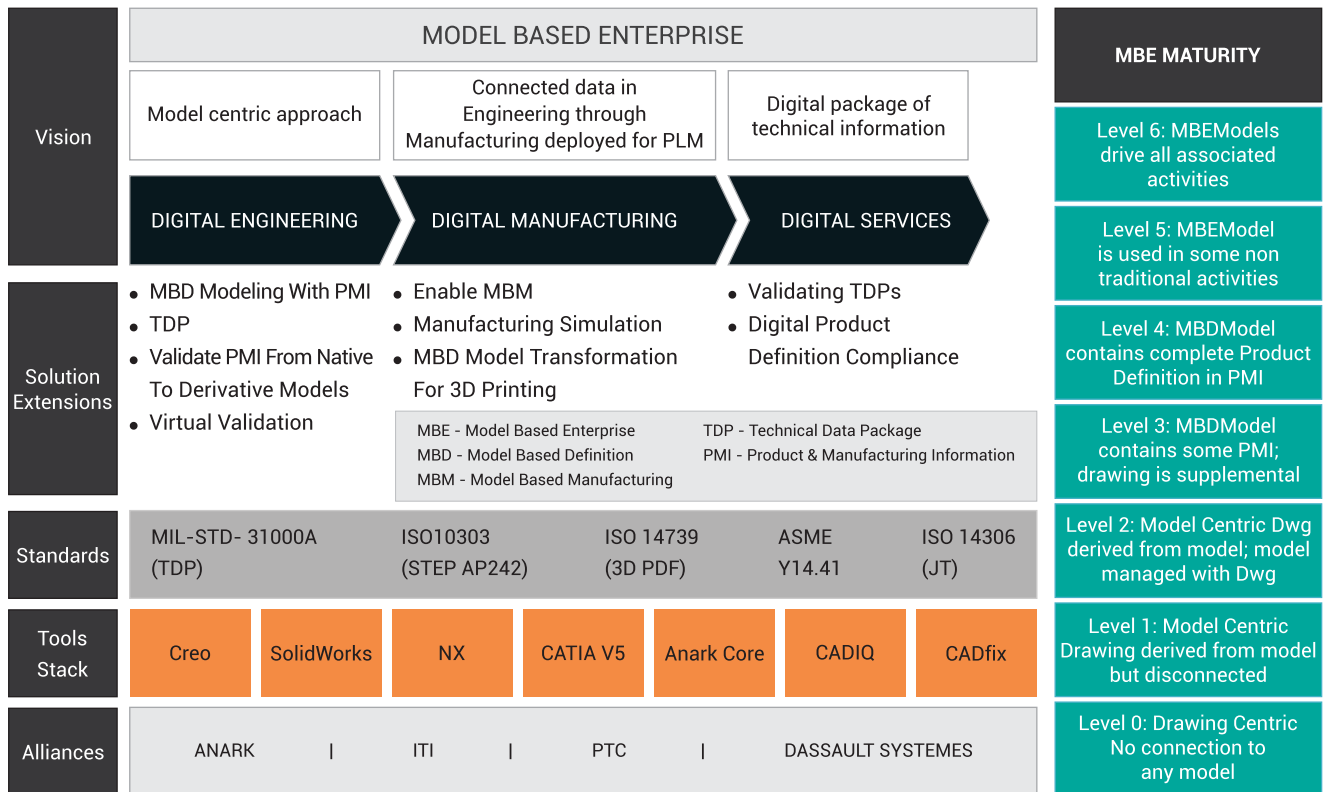 MODEL BASED ENTERPRISE
Vision
Model centric approach
Connected data in
Engineering through
Manufacturing deployed for PLM
Digital package of
technical information
DIGITAL ENGINEERING
DIGITAL MANUFACTURING
DIGITAL SERVICES
Solution
Extensions
• MBD Modeling With PMI
• TDP
• Validate PMI From Native
To Derivative Models
• Virtual Validation
• Enable MBM
• Manufacturing Simulation
• MBD Model Transformation
For 3D Printing
• Validating TDPs
• Digital Product
Definition Compliance
MBE - Model Based Enterprise
MBD - Model Based Definition
MBM - Model Based Manufacturing
TDP - Technical Data Package
PMI - Product & Manufacturing Information
Standards
MIL-STD- 31000A
(TDP)
ISO10303
(STEP AP242)
ISO 14739
(3D PDF)
ASME
Y14.41
ISO 14306
(JT)
Tools
Stack
Creo
SolidWorks
NX
CATIA V5
Anark Core
CADIQ
CADfix
Alliances
ANARK | ITI | PTC | DASSAULT SYSTEMES
MBE MATURITY
Level 6: MBEModels
drive all associated
activities
Level 5: MBEModel
is used in some non
traditional activities
Level 4: MBDModel
contains complete Product
Definition in PMI
Level 3: MBDModel
contains some PMI;
drawing is supplemental
Level 2: Model Centric Dwg
derived from model; model
managed with Dwg
Level 1: Model Centric
Drawing derived from model
but disconnected
Level 0: Drawing Centric
No connection to
any model